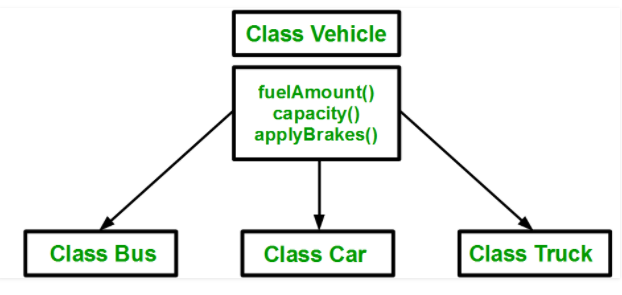 Class Vehicle
fuelAmount()
capacity()
applyBrakes()
Class Bus
Class Car
Class Truck